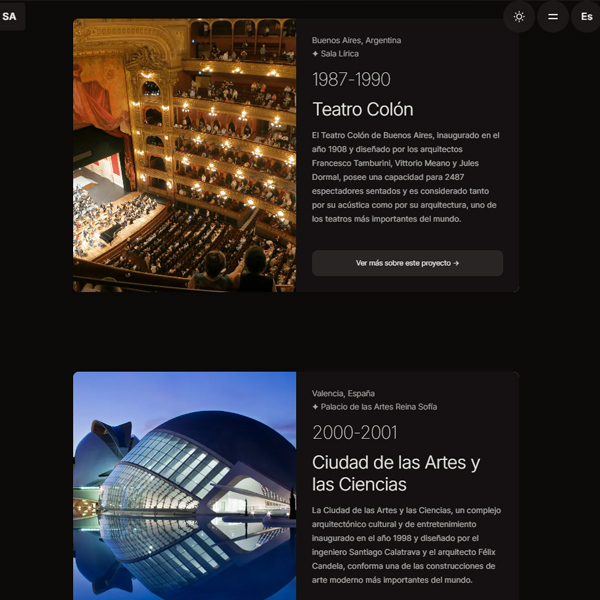 SA
Es
Buenos Aires, Argentina
✦ Sala Lírica
1987-1990
Teatro Colón
El Teatro Colón de Buenos Aires, inaugurado en el
año 1908 y diseñado por los arquitectos
Francesco Tamburini, Vittorio Meano y Jules
Dormal, posee una capacidad para 2487
espectadores sentados y es considerado tanto
por su acústica como por su arquitectura, uno de
los teatros más importantes del mundo.
Ver más sobre este proyecto →
Valencia, España
✦ Palacio de las Artes Reina Sofía
2000-2001
Ciudad de las Artes y
las Ciencias
La Ciudad de las Artes y las Ciencias, un complejo
arquitectónico cultural y de entretenimiento
inaugurado en el año 1998 y diseñado por el
ingeniero Santiago Calatrava y el arquitecto Félix
Candela, conforma una de las construcciones de
arte moderno más importantes del mundo.